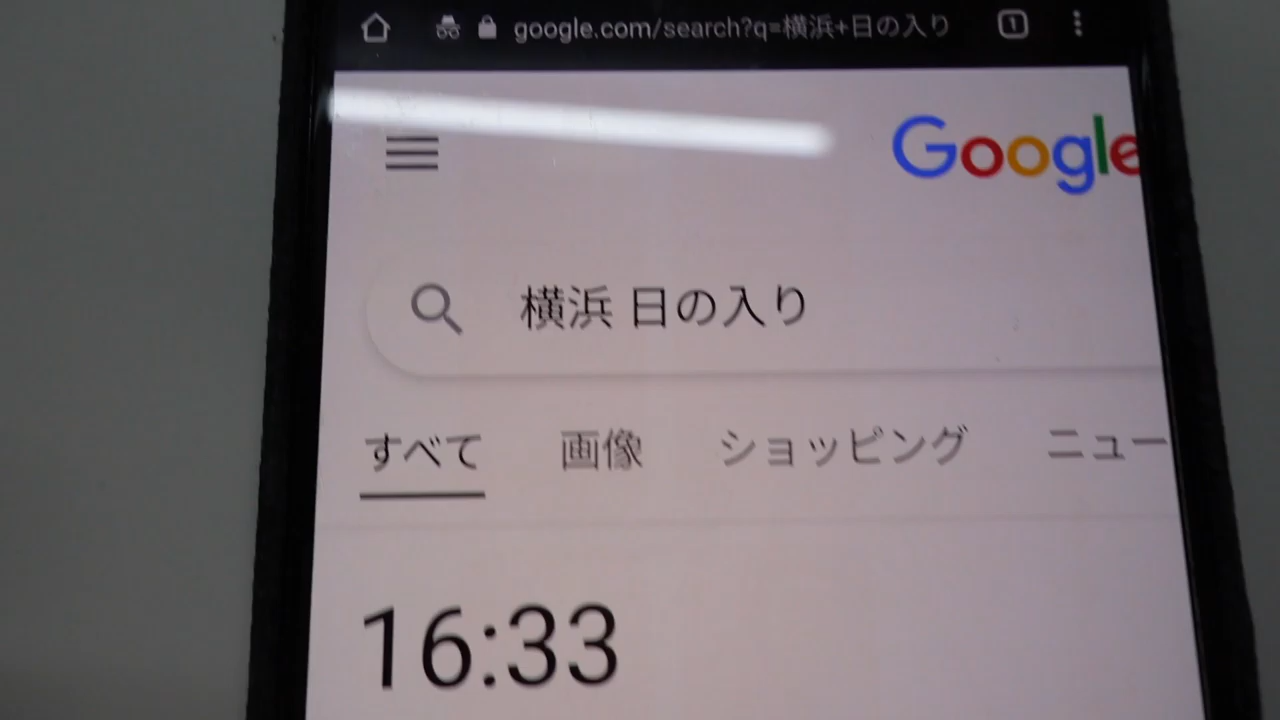 google.com/search?q=横浜+日の入り 1
Google
横浜 日の入り
すべて 画像 ショッピング ニュー
16:33